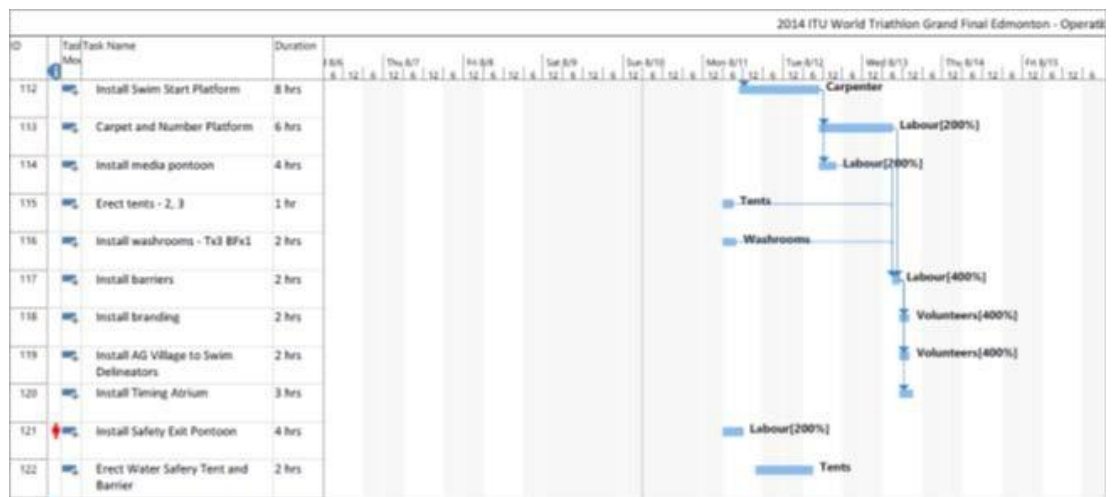 2014 ITU World Triathlon Grand Final Edmonton - Operati
ID Task Name Duration
Thu 8/7 Fri 8/8 Sat 8/9 Sun 8/10 Mon 8/11 Tue 8/12 Wed 8/13 Thu 8/14 Fri 8/15
112 Install Swim Start Platform 8 hrs Carpenter
113 Carpet and Number Platform 6 hrs Labour[200%]
114 Install media pontoon 4 hrs Labour[200%]
115 Erect tents - 2, 3 1 hr Tents
116 Install washrooms - Tx3 BFx1 2 hrs Washrooms
117 Install barriers 2 hrs Labour[400%]
118 Install branding 2 hrs Volunteers[400%]
119 Install AG Village to Swim 2 hrs Volunteers[400%]
Delineators
120 Install Timing Atrium 3 hrs
121 Install Safety Exit Pontoon 4 hrs Labour[200%]
122 Erect Water Safery Tent and 2 hrs Tents
Barrier